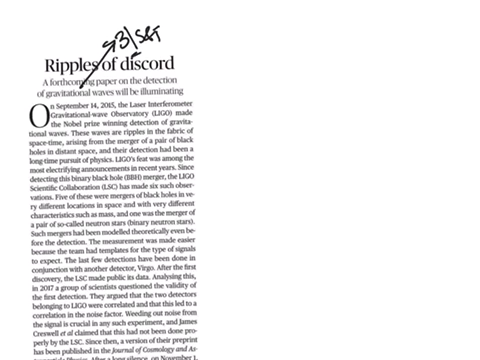 S&T
Ripples of discord
A forthcoming paper on the detection
of gravitational waves will be illuminating
On September 14, 2015, the Laser Interferometer
Gravitational-wave Observatory (LIGO) made
the Nobel prize winning detection of gravita-
tional waves. These waves are ripples in the fabric of
space-time, arising from the merger of a pair of black
holes in distant space, and their detection had been a
long-time pursuit of physics. LIGO's feat was among the
most electrifying announcements in recent years. Since
detecting this binary black hole (BBH) merger, the LIGO
Scientific Collaboration (LSC) has made six such obser-
vations. Five of these were mergers of black holes in ve-
ry different locations in space and with very different
characteristics such as mass, and one was the merger of
a pair of so-called neutron stars (binary neutron stars).
Such mergers had been modelled theoretically even be-
fore the detection. The measurement was made easier
because the team had templates for the type of signals
to expect. The last few detections have been done in
conjunction with another detector, Virgo. After the first
discovery, the LSC made public its data. Analysing this,
in 2017 a group of scientists questioned the validity of
the first detection. They argued that the two detectors
belonging to LIGO were correlated and that this led to a
correlation in the noise factor. Weeding out noise from
the signal is crucial in any such experiment, and James
Creswell et al claimed that this had not been done pro-
perly by the LSC. Since then, a version of their preprint
has been published in the Journal of Cosmology and As-
After a long silence, on November 1,